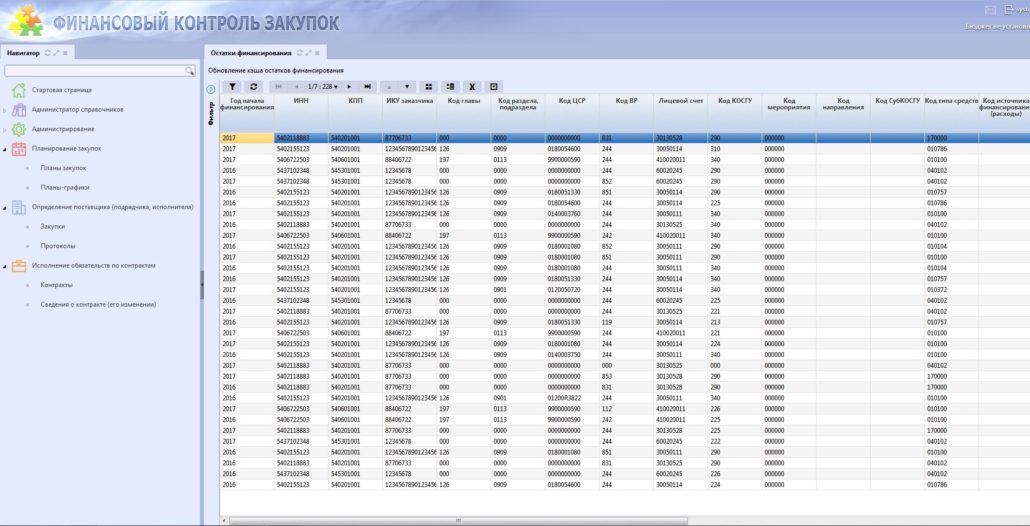 ФИНАНСОВЫЙ КОНТРОЛЬ ЗАКУПОК
Навигатор
Стартовая страница
Администратор справочников
Администрирование
Планирование закупок
Планы закупок
Планы-графики
Определение поставщика (подрядчика, исполнителя)
Закупки
Протоколы
Исполнение обязательств по контрактам
Контракты
Сведения о контракте (его изменении)
Остатки финансирования
Обновление кэша остатков финансирования
1/7 : 228
Фильтр
Год начала финансирования ИНН КПП ИКУ заказчика Код главы Код раздела, подраздела Код ЦСР Код ВР Лицевой счет Код КОСГУ Код мероприятия Код направления Код СубКОСГУ Код типа средств Код источника финансирования (расходы)
2017 5402118883 540201001 87706733 000 0000 0000000000 831 30130528 290 000000 170000
2017 5402155123 540201001 1234567890123456 126 0909 0180054600 244 30050114 310 000000 010786
2017 5406722503 540601001 88406722 197 0113 9900000590 244 410020011 340 000000 010100
2016 5437102348 545301001 12345678 000 0000 0000000000 244 60020245 290 000000 040102
2017 5437102348 545301001 12345678 000 0000 0000000000 852 60020245 290 000000 040102
2016 5402155123 540201001 1234567890123456 126 0909 0180051330 851 30050114 290 000000 010757
2016 5402155123 540201001 1234567890123456 126 0909 0180054600 244 30050114 225 000000 010786
2017 5402155123 540201001 1234567890123456 126 0909 0140003760 244 30050111 340 000000 010100
2016 5402118883 540201001 87706733 000 0000 0000000000 244 30130525 340 000000 040102
2017 5406722503 540601001 88406722 197 0113 9900000590 242 410020011 340 000000 010100
2016 5402155123 540201001 1234567890123456 126 0909 0180001080 852 30050111 290 000000 010104
2017 5402155123 540201001 1234567890123456 126 0909 0180001080 851 30050111 290 000000 010100
2016 5402155123 540201001 1234567890123456 126 0909 0180001080 244 30050111 340 000000 010104
2016 5402155123 540201001 1234567890123456 126 0909 0180051330 244 30050114 340 000000 010757
2017 5402155123 540201001 1234567890123456 126 0901 0120050720 244 30050114 340 000000 010372
2016 5437102348 545301001 12345678 000 0000 0000000000 244 60020245 225 000000 040102
2017 5402118883 540201001 87706733 000 0000 0000000000 244 30130525 221 000000 040102
2016 5402155123 540201001 1234567890123456 126 0909 0180051330 119 30050114 213 000000 010757
2017 5406722503 540601001 88406722 197 0113 9900000590 244 410020011 221 000000 010100
2017 5402155123 540201001 1234567890123456 126 0909 0180001080 244 30050114 224 000000 010100
2016 5402155123 540201001 1234567890123456 126 0909 0140003750 244 30050111 340 000000 010100
2017 5402118883 540201001 87706733 000 0000 0000000000 000 30130525 000 000000 040102
2017 5402118883 540201001 87706733 000 0000 0000000000 853 30130528 290 000000 170000
2016 5402118883 540201001 87706733 000 0000 0000000000 831 30130528 290 000000 170000
2016 5402155123 540201001 1234567890123456 126 0901 01200R3822 244 30050111 340 000000 010100
2017 5406722503 540601001 88406722 197 0113 9900000590 112 410020011 226 000000 010100
2016 5406722503 540601001 88406722 197 0113 9900000590 242 410020011 225 000000 010100
2017 5402118883 540201001 87706733 000 0000 0000000000 244 30130528 225 000000 170000
2017 5437102348 545301001 12345678 000 0000 0000000000 244 60020245 222 000000 040102
2016 5402155123 540201001 1234567890123456 126 0909 0180001080 851 30050111 290 000000 010100
2016 5402118883 540201001 87706733 000 0000 0000000000 831 30130525 290 000000 040102
2016 5437102348 545301001 12345678 000 0000 0000000000 244 60020245 226 000000 040102
2016 5402155123 540201001 1234567890123456 126 0909 0180054600 244 30050114 224 000000 010786